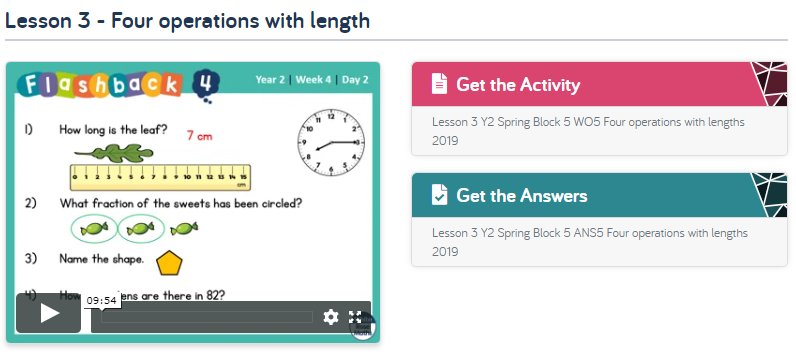 Lesson 3 - Four operations with length
Flashback 4
Year 2 | Week 4 | Day 2
1) How long is the leaf? 7 cm
11 12 1
10 2
9 3
8 4
7 6 5
0 1 2 3 4 5 6 7 8 9 10 11 12 13 14 15
cm
2) What fraction of the sweets has been circled?
3) Name the shape.
4) How ens are there in 82?
09:54
Maths
Get the Activity
Lesson 3 Y2 Spring Block 5 WO5 Four operations with lengths
2019
Get the Answers
Lesson 3 Y2 Spring Block 5 ANS5 Four operations with lengths
2019